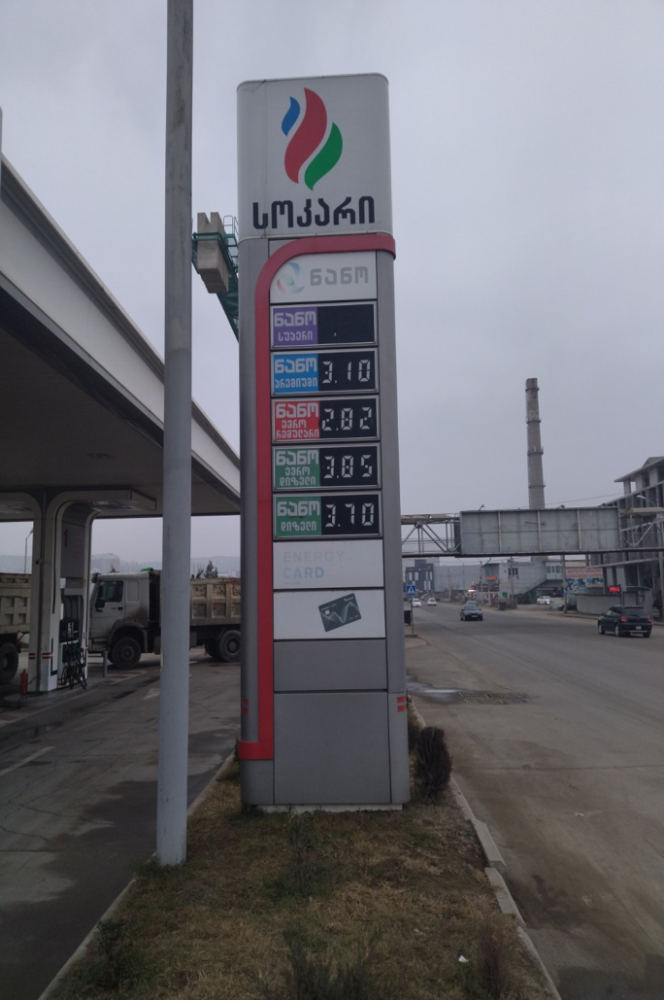 სოკარი
ნანო
ნანო
სუპერი
ნანო
პრემიუმი
3.10
ნანო
ევრო
რეგულარი
2.82
ნანო
ევრო
დიზელი
3.05
ნანო
დიზელი
3.70
ENERGY
CARD